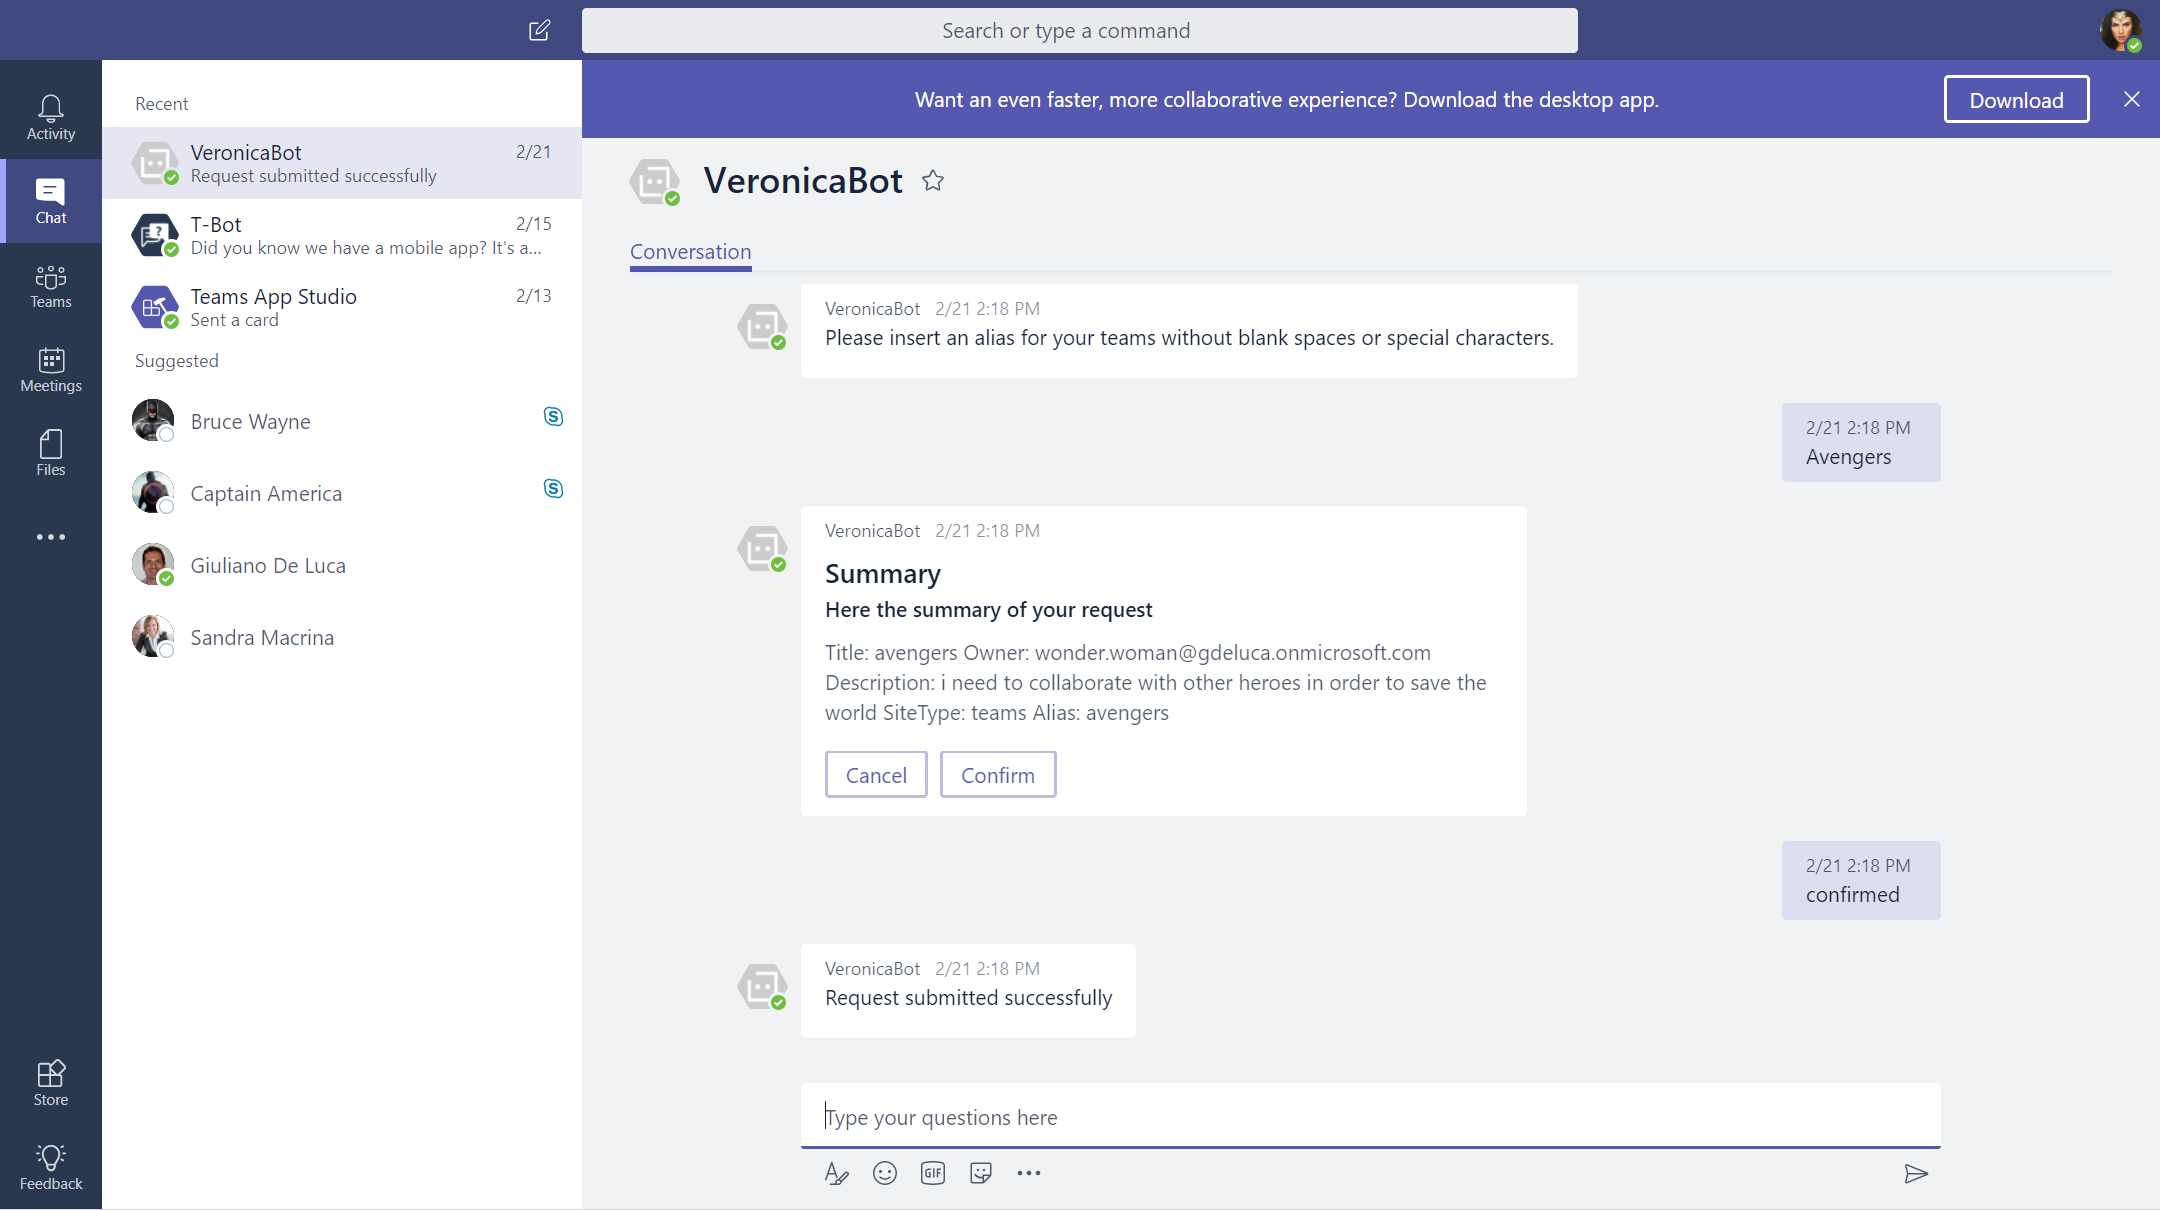 Search or type a command
Want an even faster, more collaborative experience? Download the desktop app.
Download
Activity
Chat
Teams
Meetings
Files
Store
Feedback
Recent
VeronicaBot 2/21
Request submitted successfully
T-Bot 2/15
Did you know we have a mobile app? It's a...
Teams App Studio 2/13
Sent a card
Suggested
Bruce Wayne
Captain America
Giuliano De Luca
Sandra Macrina
VeronicaBot
Conversation
VeronicaBot 2/21 2:18 PM
Please insert an alias for your teams without blank spaces or special characters.
2/21 2:18 PM
Avengers
VeronicaBot 2/21 2:18 PM
Summary
Here the summary of your request
Title: avengers Owner: wonder.woman@gdeluca.onmicrosoft.com
Description: i need to collaborate with other heroes in order to save the
world SiteType: teams Alias: avengers
Cancel Confirm
2/21 2:18 PM
confirmed
VeronicaBot 2/21 2:18 PM
Request submitted successfully
Type your questions here
GIF